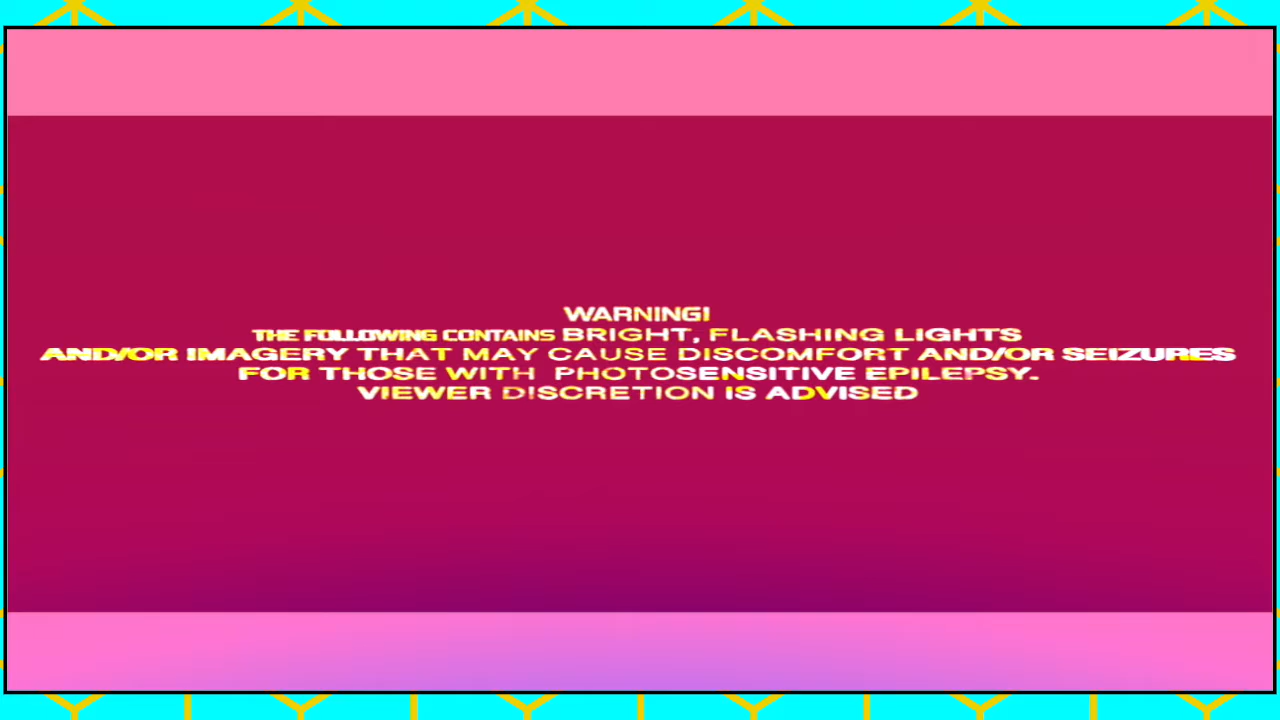 WARNING!
THE FOLLOWING CONTAINS BRIGHT, FLASHING LIGHTS
AND/OR IMAGERY THAT MAY CAUSE DISCOMFORT AND/OR SEIZURES
FOR THOSE WITH PHOTOSENSITIVE EPILEPSY.
VIEWER DISCRETION IS ADVISED